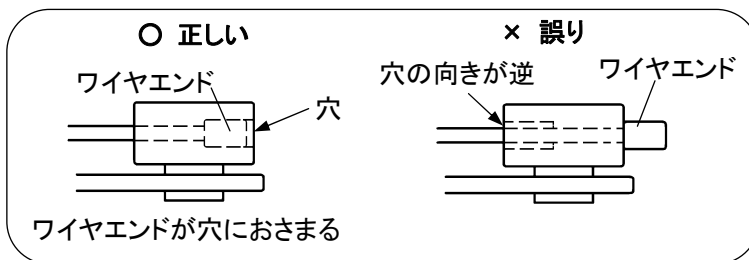 ○ 正しい
ワイヤエンド
穴
ワイヤエンドが穴におさまる
× 誤り
穴の向きが逆
ワイヤエンド